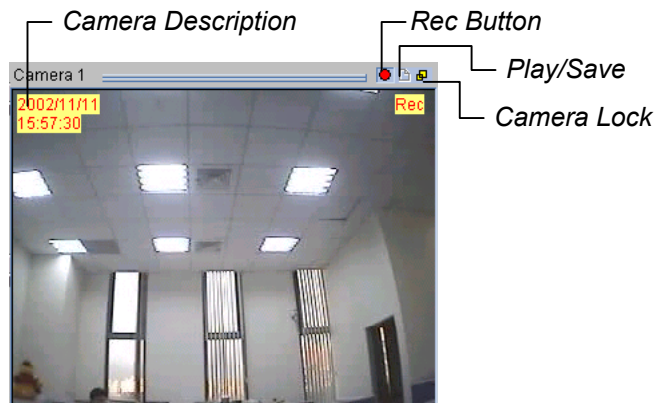 Camera Description
Rec Button
Play/Save
Camera Lock
Camera 1
2002/11/11
15:57:30
Rec